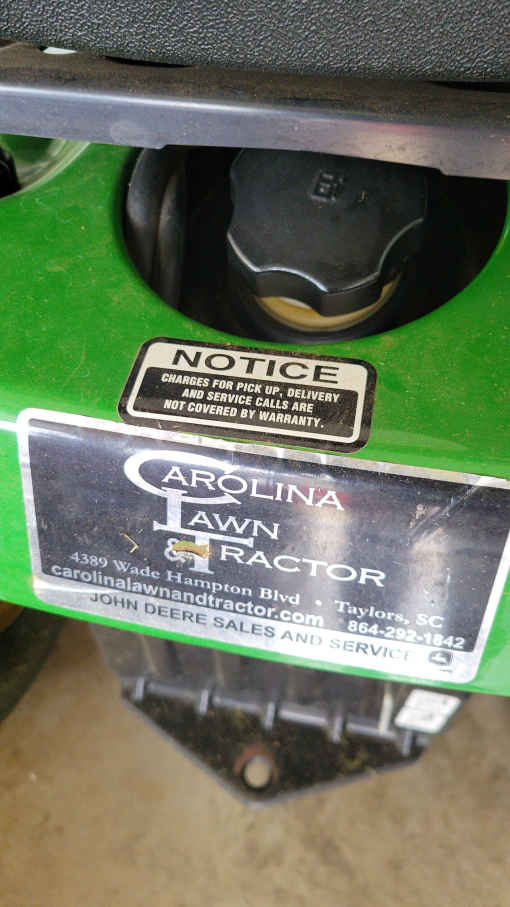 NOTICE
CHARGES FOR PICK UP, DELIVERY
AND SERVICE CALLS ARE
NOT COVERED BY WARRANTY.
CAROLINA
LAWN
& TRACTOR
4389 Wade Hampton Blvd • Taylors, SC
carolinalawnandtractor.com 864-292-1842
JOHN DEERE SALES AND SERVICE